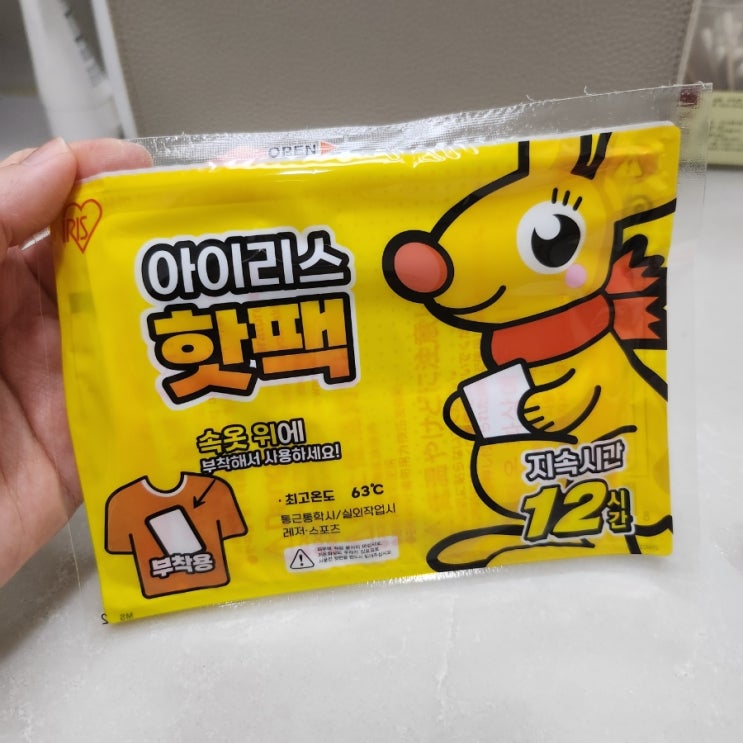 OPEN
IRIS
아이리스
핫팩
속옷 위에
부착해서 사용하세요!
부착용
· 최고온도 63℃
통근통학시/실외작업시
레저·스포츠
지속시간
12시간